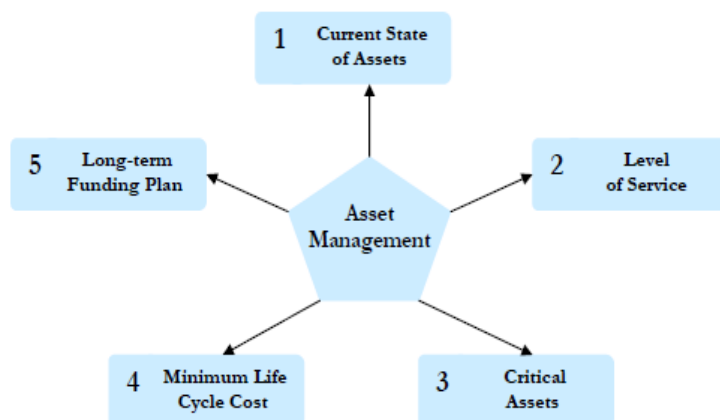 1
Current State
of Assets
5
Long-term
Funding Plan
2
Level
of Service
Asset
Management
4
Minimum Life
Cycle Cost
3
Critical
Assets